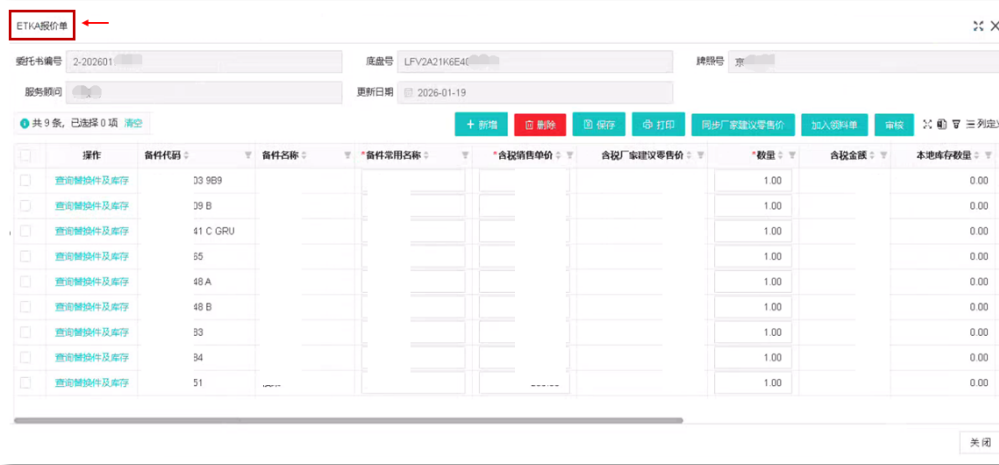 ETKA报价单
委托书编号 2-202601 底盘号 LFV2A21K6E40 牌照号 京
服务顾问 更新日期 2026-01-19
共 9 条, 已选择 0 项 清空 新增 删除 保存 打印 同步厂家建议零售价 加入领料单 审核 列定义
操作 备件代码 备件名称 *备件常用名称 *含税销售单价 含税厂家建议零售价 *数量 含税金额 本地库存数量
查询替换件及库存 03 9B9 1.00 0.00
查询替换件及库存 09 B 1.00 0.00
查询替换件及库存 41 C GRU 1.00 0.00
查询替换件及库存 65 1.00 0.00
查询替换件及库存 48 A 1.00 0.00
查询替换件及库存 48 B 1.00 0.00
查询替换件及库存 83 1.00 0.00
查询替换件及库存 84 1.00 0.00
查询替换件及库存 51 1.00 0.00
关 闭